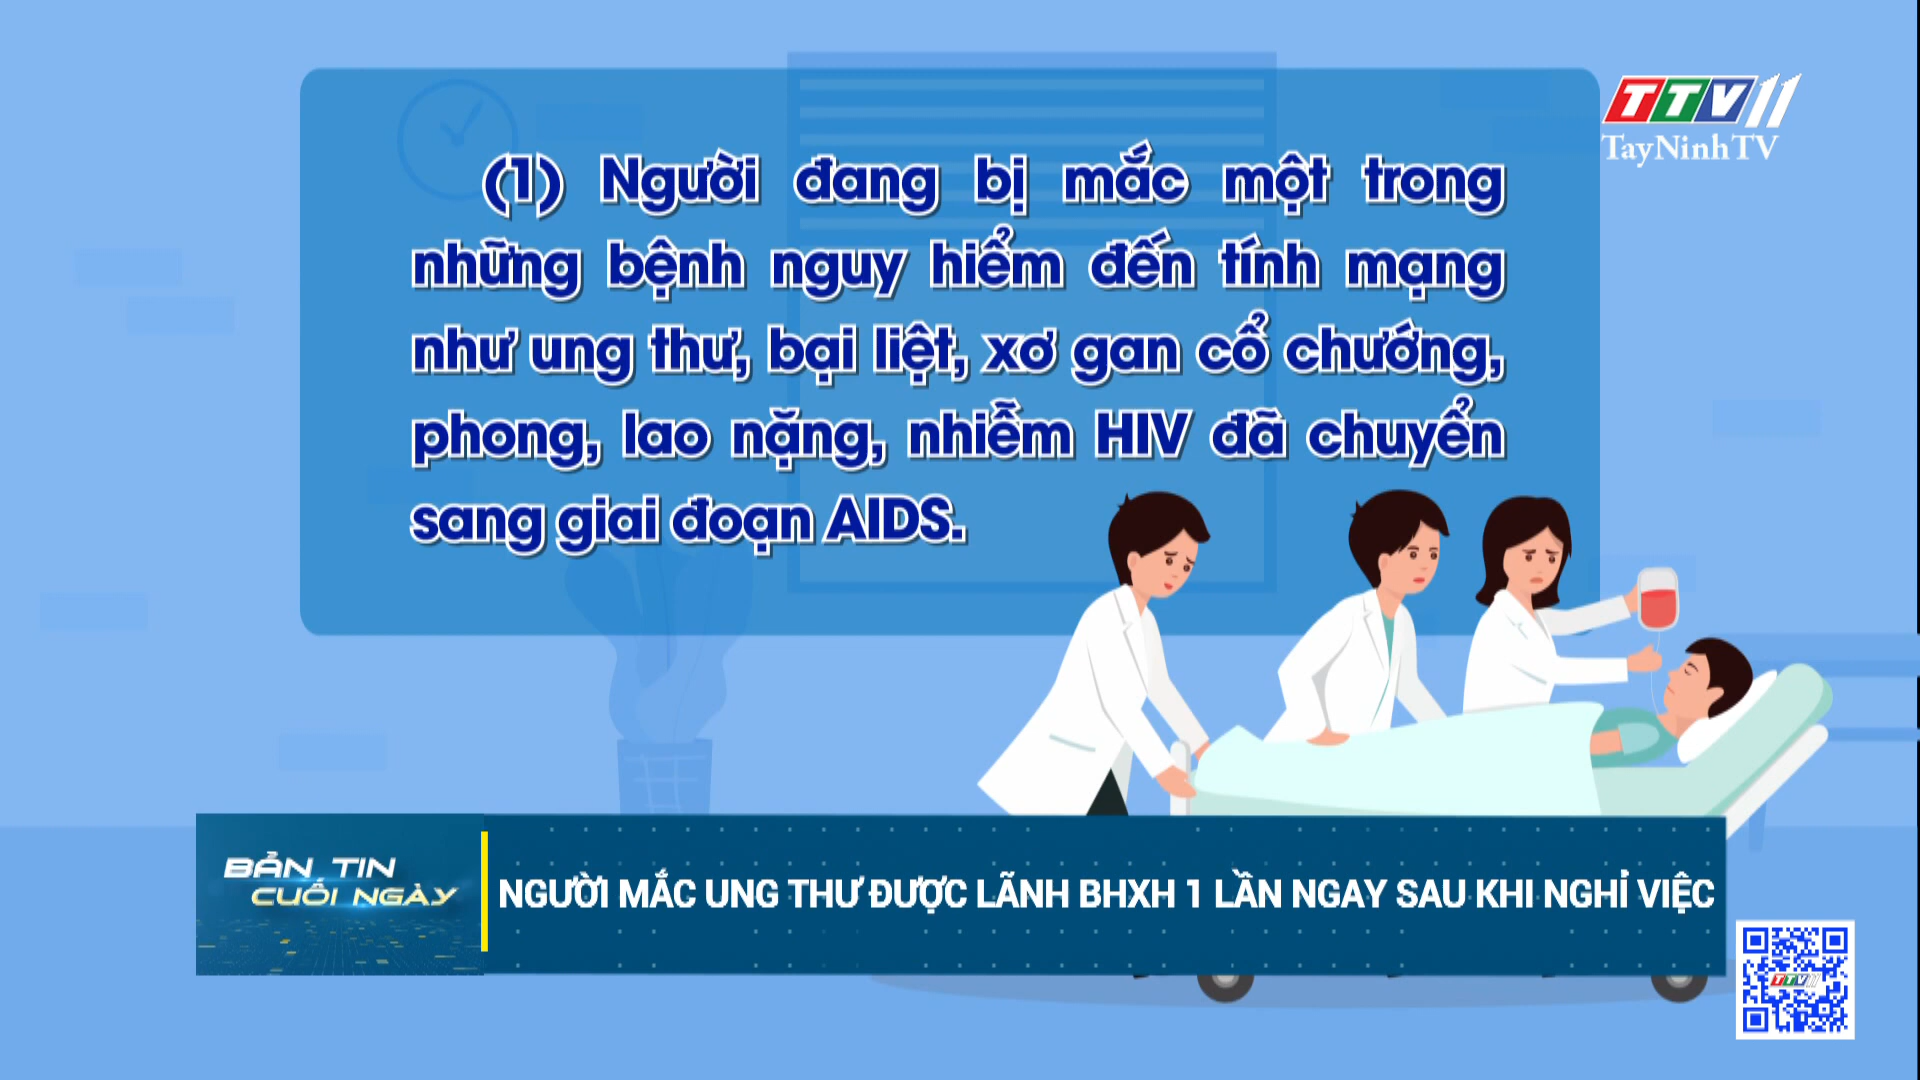 TTV11
TayNinhTV
(1) Người đang bị mắc một trong
những bệnh nguy hiểm đến tính mạng
như ung thư, bại liệt, xơ gan cổ chướng,
phong, lao nặng, nhiễm HIV đã chuyển
sang giai đoạn AIDS.
BẢN TIN
CUỐI NGÀY
NGƯỜI MẮC UNG THƯ ĐƯỢC LÃNH BHXH 1 LẦN NGAY SAU KHI NGHỈ VIỆC
TTV11